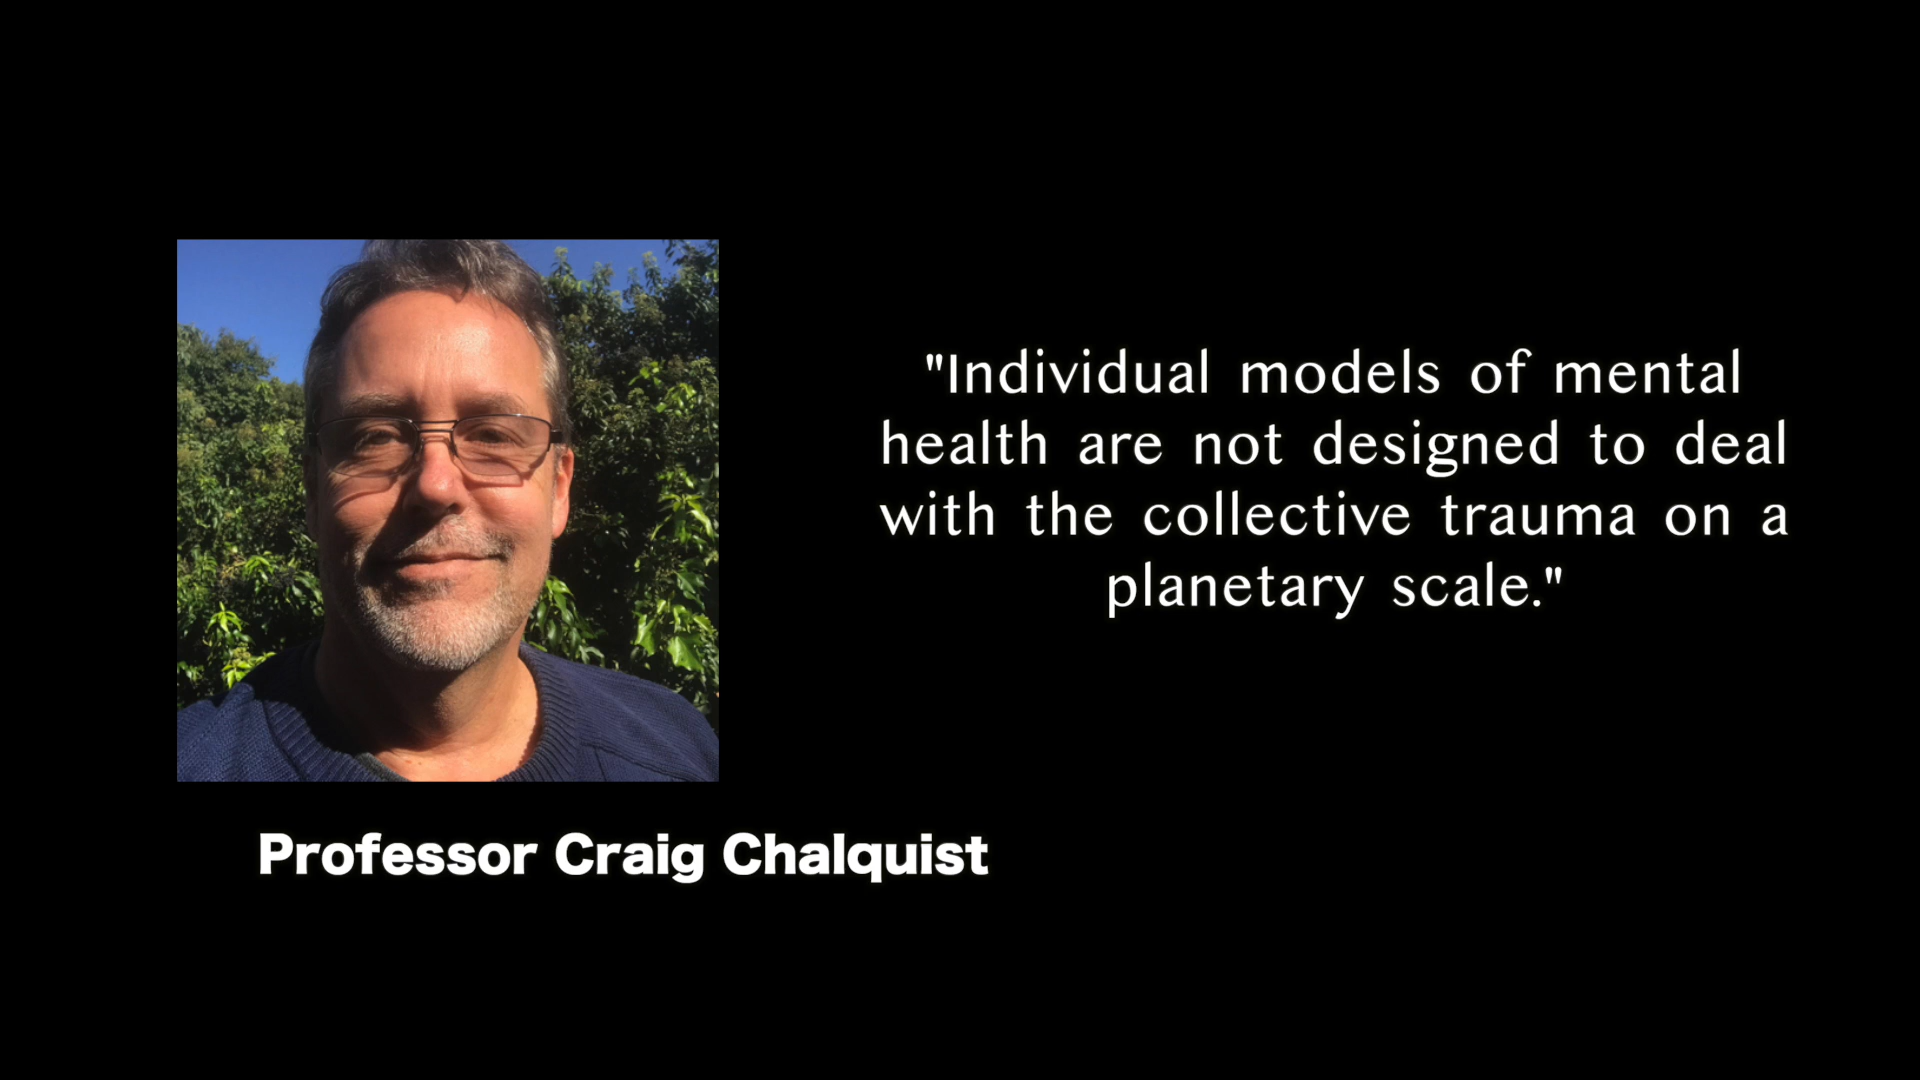 "Individual models of mental
health are not designed to deal
with the collective trauma on a
planetary scale."
Professor Craig Chalquist